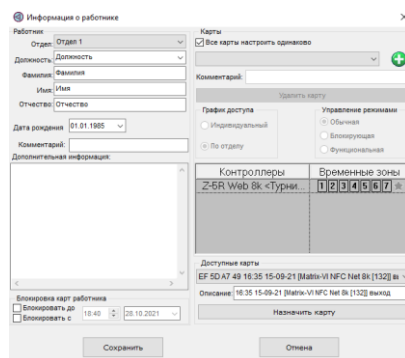 Информация о работнике
Работник
Отдел: Отдел 1
Должность: Должность
Фамилия: Фамилия
Имя: Имя
Отчество: Отчество
Дата рождения 01.01.1985
Комментарий:
Дополнительная информация:
Блокировка карт работника
Блокировать до
Блокировать с
18:40 28.10.2021
Сохранить
Карты
Все карты настроить одинаково
Комментарий:
Удалить карту
График доступа
Индивидуальный
По отделу
Управление режимами
Обычная
Блокирующая
Функциональная
Контроллеры Временные зоны
Z-5R Web 8k <Турни... 1 2 3 4 5 6 7
Доступные карты
EF 5D A7 49 16:35 15-09-21 [Matrix-VI NFC Net 8k [132]]
Описание: 16:35 15-09-21 [Matrix-VI NFC Net 8k [132]] выход
Назначить карту
Отмена